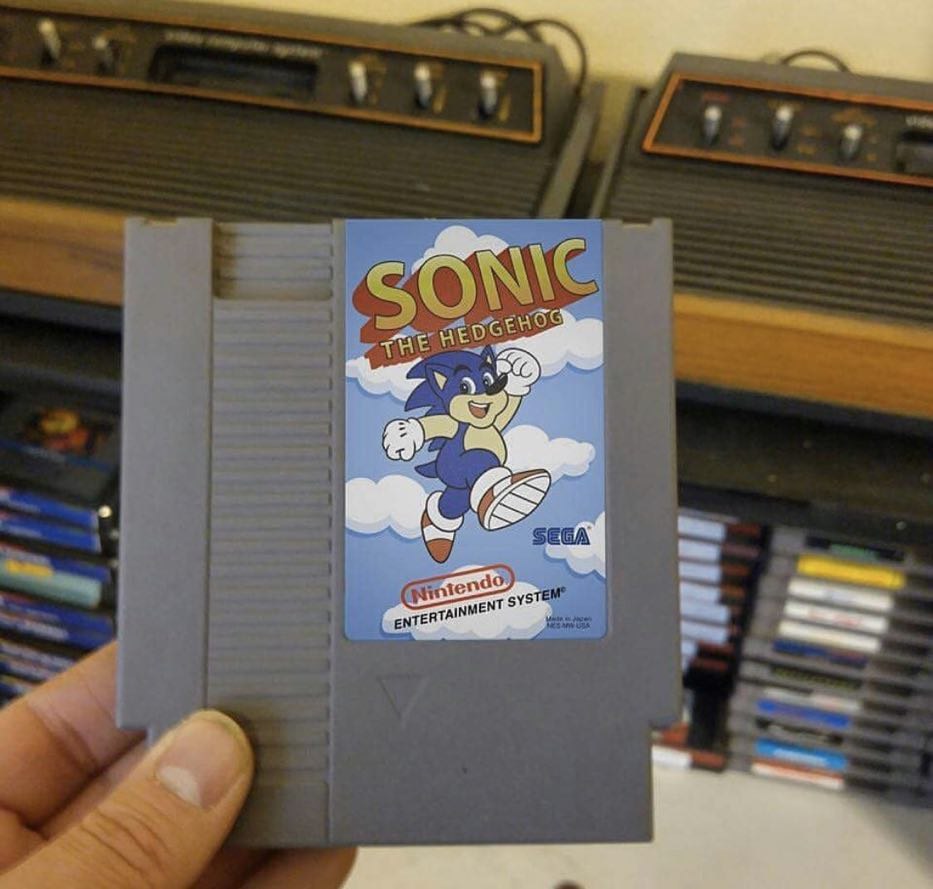 SONIC
THE HEDGEHOG
SEGA®
Nintendo
ENTERTAINMENT SYSTEM®
Made in Japan